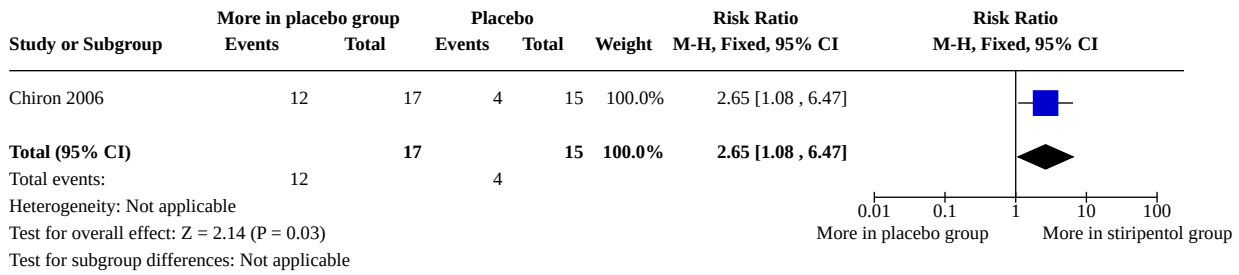 More in placebo group Placebo Risk Ratio Risk Ratio
Study or Subgroup Events Total Events Total Weight M-H, Fixed, 95% CI M-H, Fixed, 95% CI
Chiron 2006 12 17 4 15 100.0% 2.65 [1.08 , 6.47]
Total (95% CI) 17 15 100.0% 2.65 [1.08 , 6.47]
Total events: 12 4
Heterogeneity: Not applicable
0.01 0.1 1 10 100
Test for overall effect: Z = 2.14 (P = 0.03) More in placebo group More in stiripentol group
Test for subgroup differences: Not applicable